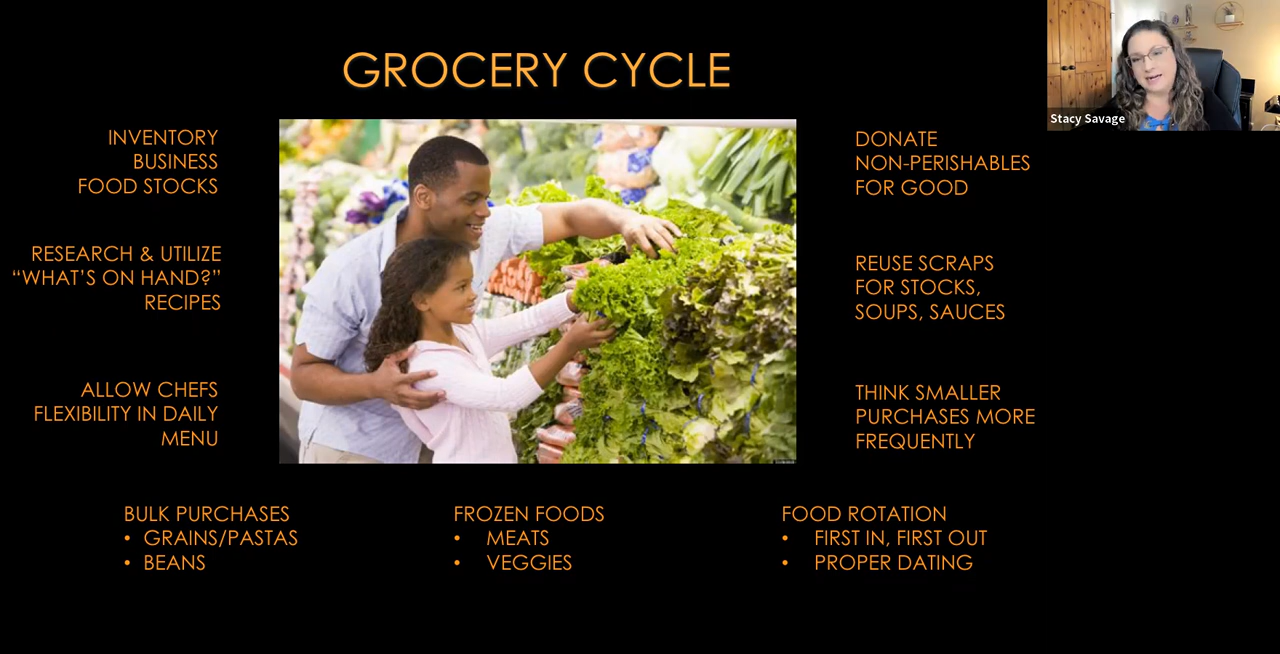 GROCERY CYCLE
Stacy Savage
INVENTORY
BUSINESS
FOOD STOCKS
RESEARCH & UTILIZE
“WHAT’S ON HAND?”
RECIPES
ALLOW CHEFS
FLEXIBILITY IN DAILY
MENU
DONATE
NON-PERISHABLES
FOR GOOD
REUSE SCRAPS
FOR STOCKS,
SOUPS, SAUCES
THINK SMALLER
PURCHASES MORE
FREQUENTLY
BULK PURCHASES
• GRAINS/PASTAS
• BEANS
FROZEN FOODS
• MEATS
• VEGGIES
FOOD ROTATION
• FIRST IN, FIRST OUT
• PROPER DATING